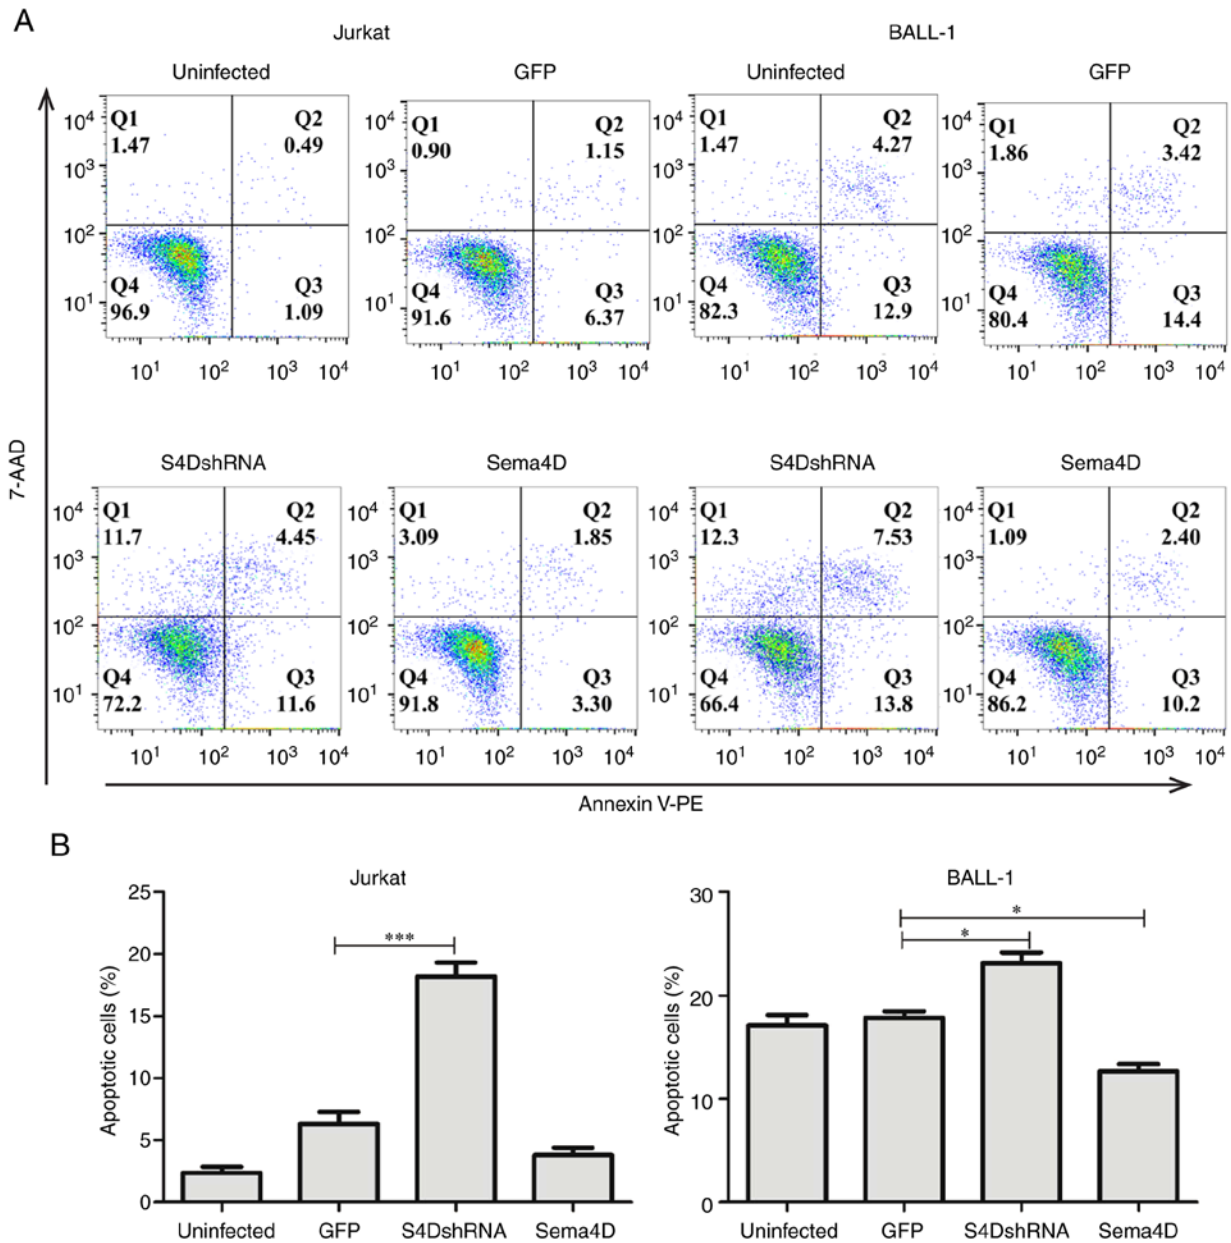 A
Jurkat BALL-1
Uninfected GFP Uninfected GFP
10⁴ Q1 Q2 10⁴ Q1 Q2 10⁴ Q1 Q2 10⁴ Q1 Q2
1.47 0.49 0.90 1.15 1.47 4.27 1.86 3.42
10³ 10³ 10³ 10³
10² 10² 10² 10²
Q4 Q3 Q4 Q3 Q4 Q3 Q4 Q3
10¹ 10¹ 10¹ 10¹
96.9 1.09 91.6 6.37 82.3 12.9 80.4 14.4
10¹ 10² 10³ 10⁴ 10¹ 10² 10³ 10⁴ 10¹ 10² 10³ 10⁴ 10¹ 10² 10³ 10⁴
7-AAD
S4DshRNA Sema4D S4DshRNA Sema4D
10⁴ Q1 Q2 10⁴ Q1 Q2 10⁴ Q1 Q2 10⁴ Q1 Q2
11.7 4.45 3.09 1.85 12.3 7.53 1.09 2.40
10³ 10³ 10³ 10³
10² 10² 10² 10²
Q4 Q3 Q4 Q3 Q4 Q3 Q4 Q3
10¹ 10¹ 10¹ 10¹
72.2 11.6 91.8 3.30 66.4 13.8 86.2 10.2
10¹ 10² 10³ 10⁴ 10¹ 10² 10³ 10⁴ 10¹ 10² 10³ 10⁴ 10¹ 10² 10³ 10⁴
Annexin V-PE
B
Jurkat
Apoptotic cells (%)
25
20
15
10
5
0
***
Uninfected GFP S4DshRNA Sema4D
BALL-1
Apoptotic cells (%)
30
20
10
0
*
*
Uninfected GFP S4DshRNA Sema4D